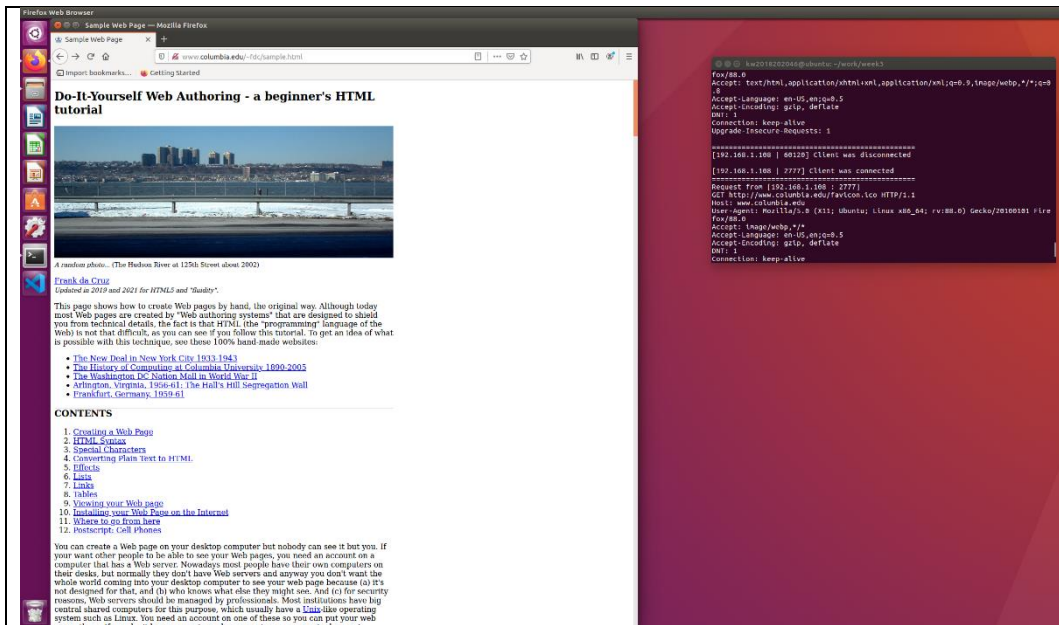 Firefox Web Browser
Sample Web Page — Mozilla Firefox
Sample Web Page × +
www.columbia.edu/~fdc/sample.html
Import bookmarks... Getting Started
Do-It-Yourself Web Authoring - a beginner's HTML
tutorial
A random photo... (The Hudson River at 125th Street about 2002)
Frank da Cruz
Updated in 2019 and 2021 for HTML5 and "fluidity".
This page shows how to create Web pages by hand, the original way. Although today
most Web Pages are created by "Web authoring systems" that are designed to shield
you from technical details, the fact is that HTML (the "programming" language of the
Web) is not that difficult, as you can see if you follow this tutorial. To get an idea of what
is possible with this technique, see these 100% hand-made websites:
• The New Deal in New York City 1933-1943
• The History of Computing at Columbia University 1890-2005
• The Washington DC Nation Mall in World War II
• Arlington, Virginia, 1956-61: The Hall's Hill Segregation Wall
• Frankfurt, Germany, 1959-61
CONTENTS
1. Creating a Web Page
2. HTML Syntax
3. Special Characters
4. Converting Plain Text to HTML
5. Effects
6. Lists
7. Links
8. Tables
9. Viewing your Web page
10. Installing your Web Page on the Internet
11. Where to go from here
12. Postscript: Cell Phones
You can create a Web page on your desktop computer but nobody can see it but you. If
your want other people to be able to see your Web pages, you need an account on a
computer that has a Web server. Nowadays most people have their own computers on
their desks, but normally they don't have Web servers and anyway you don't want the
whole world coming into your desktop computer to see your web page because (a) it's
not designed for that, and (b) who knows what else they might see. And (c) for security
reasons, Web servers should be managed by professionals. Most institutions have big
central shared computers for this purpose, which usually have a Unix-like operating
system such as Linux. You need an account on one of these so you can put your web
kw2018202046@ubuntu: ~/work/week5
fox/88.0
Accept: text/html,application/xhtml+xml,application/xml;q=0.9,image/webp,*/*;q=0
.8
Accept-Language: en-US,en;q=0.5
Accept-Encoding: gzip, deflate
DNT: 1
Connection: keep-alive
Upgrade-Insecure-Requests: 1
================================================
[192.168.1.108 | 60120] Client was disconnected
[192.168.1.108 | 2777] Client was connected
================================================
Request from [192.168.1.108 : 2777]
GET http://www.columbia.edu/favicon.ico HTTP/1.1
Host: www.columbia.edu
User-Agent: Mozilla/5.0 (X11; Ubuntu; Linux x86_64; rv:88.0) Gecko/20100101 Fire
fox/88.0
Accept: image/webp,*/*
Accept-Language: en-US,en;q=0.5
Accept-Encoding: gzip, deflate
DNT: 1
Connection: keep-alive